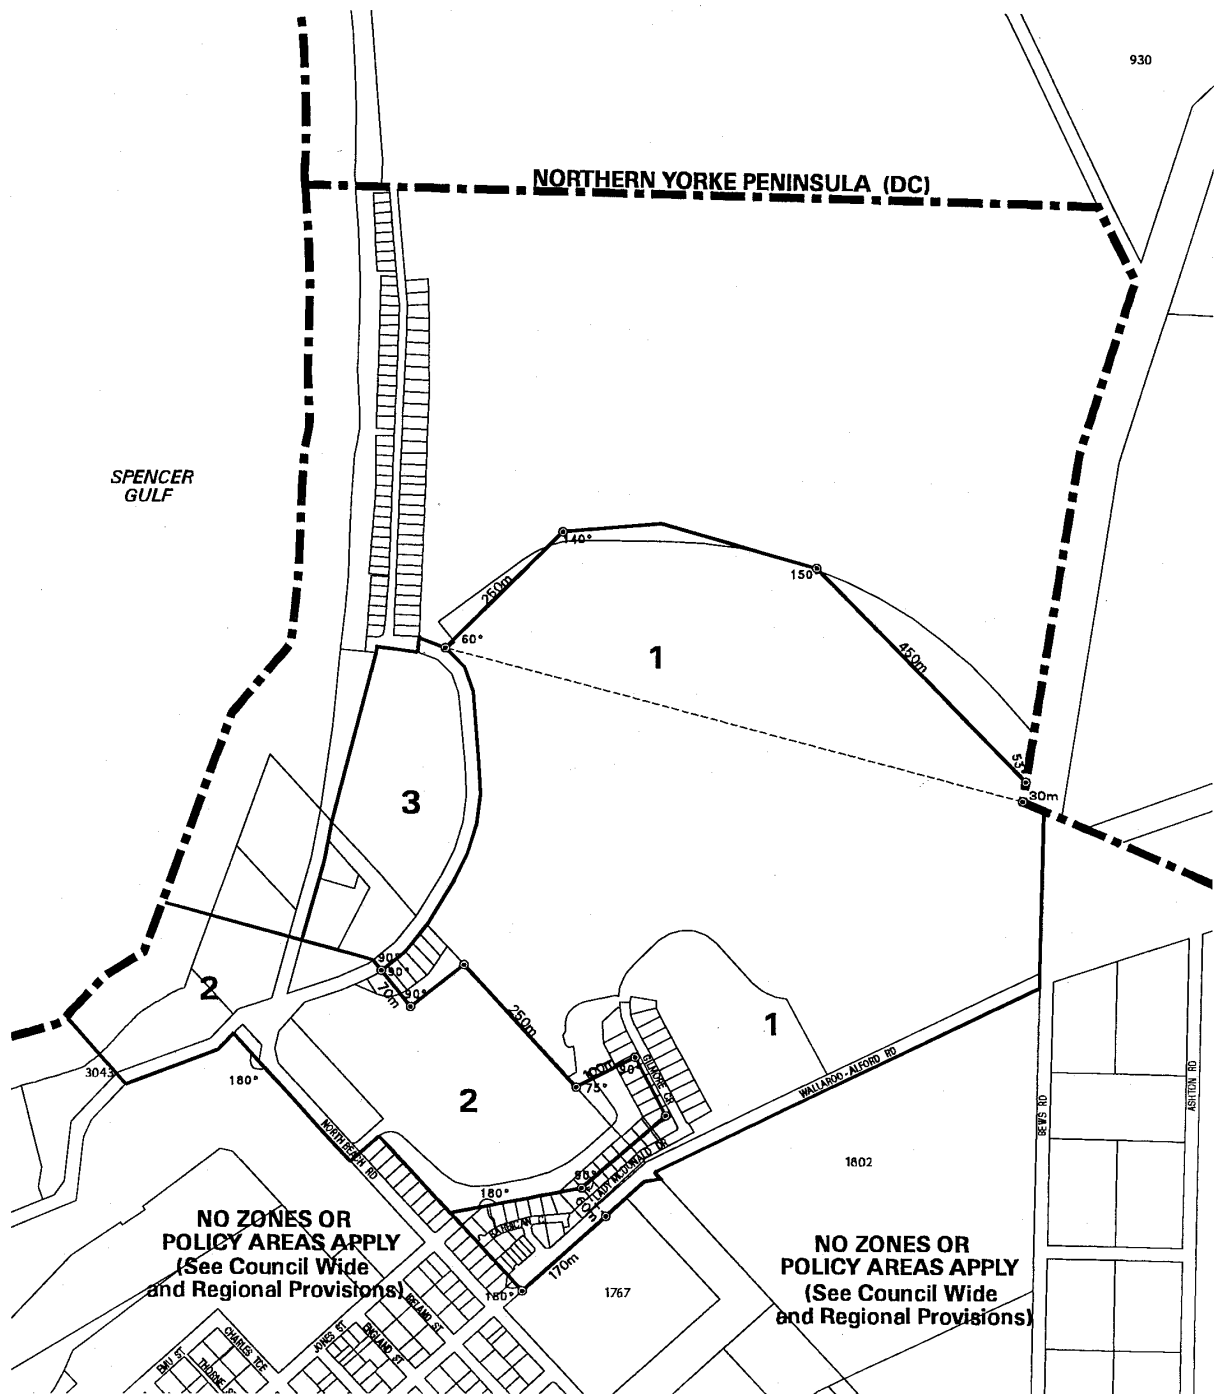 930
NORTHERN YORKE PENINSULA (DC)
SPENCER
GULF
140°
150°
260m
60°
1
450m
53°
30m
3
90°
90°
70m
90°
2
250m
1
100m
90°
75°
GILMORE CR
WALLAROO-ALFORD RD
3043
180°
2
BEWS RD
ASHTON RD
NORTH BEACH RD
LADY MCDONALD DR
1802
90°
180°
60m
NO ZONES OR
POLICY AREAS APPLY
(See Council Wide
and Regional Provisions)
NO ZONES OR
POLICY AREAS APPLY
(See Council Wide
and Regional Provisions)
170m
180°
1767
IRELAND ST
JONES ST
ENGLAND ST
CHARLES TCE
EMU ST